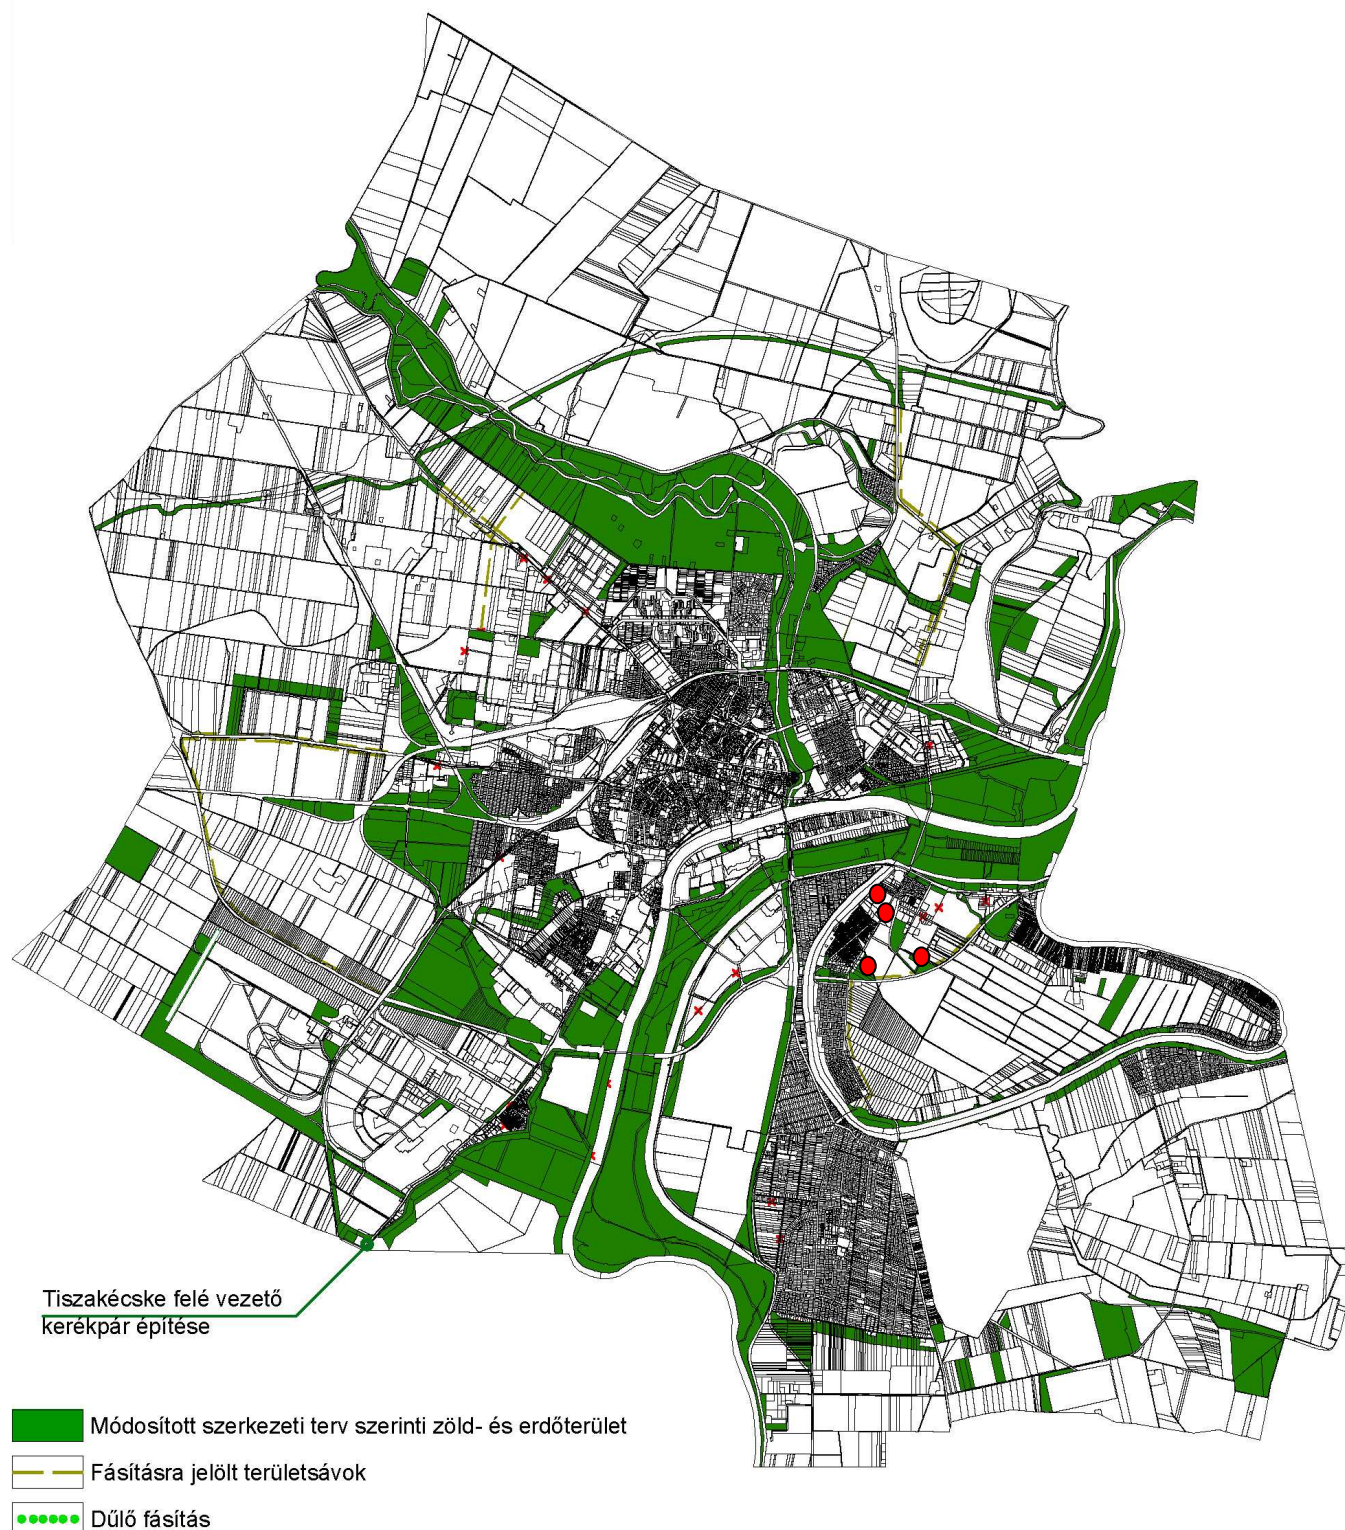 Tiszakécske felé vezető
kerékpár építése
Módosított szerkezeti terv szerinti zöld- és erdőterület
Fásításra jelölt területsávok
Dűlő fásítás